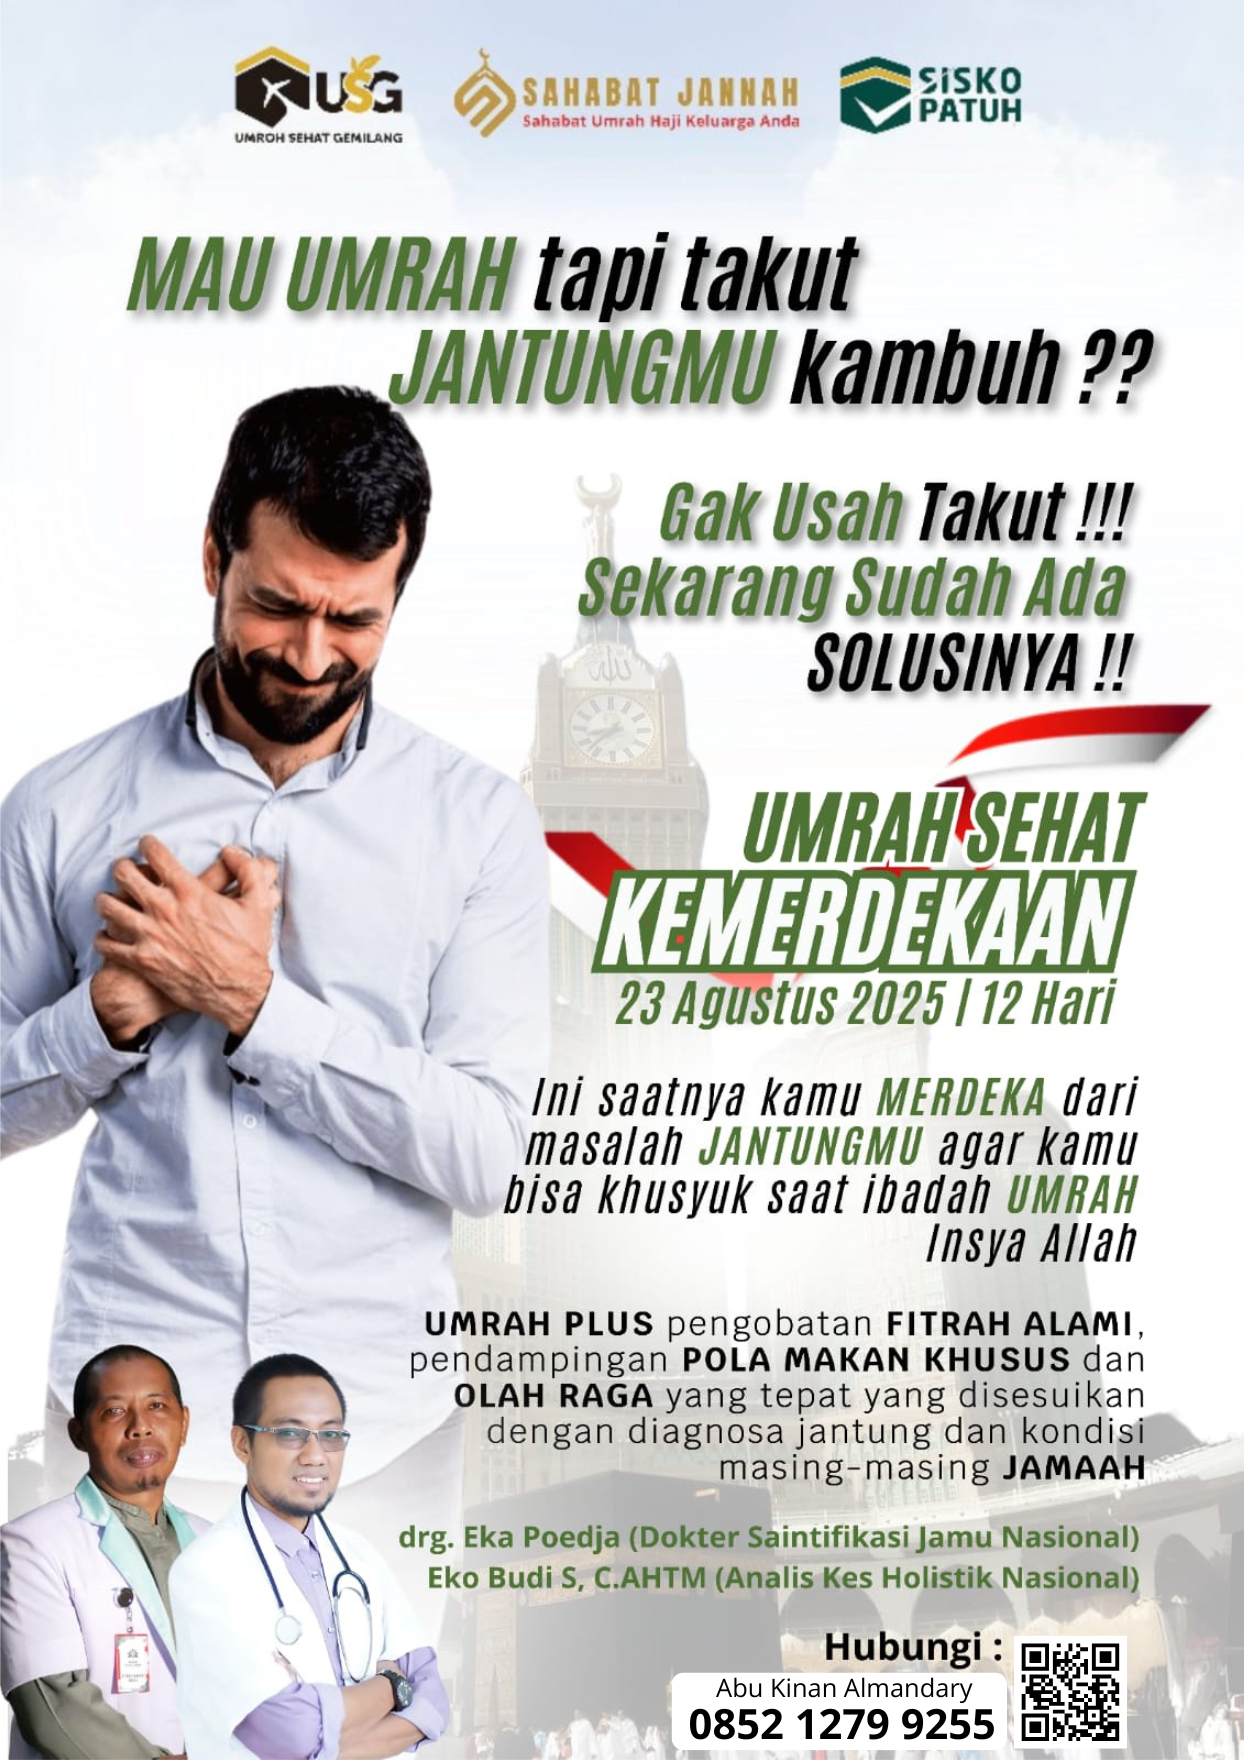 USG
UMROH SEHAT GEMILANG
SAHABAT JANNAH
Sahabat Umrah Haji Keluarga Anda
SISKO
PATUH
MAU UMRAH tapi takut
JANTUNGMU kambuh ??
Gak Usah Takut !!!
Sekarang Sudah Ada
SOLUSINYA !!
UMRAH SEHAT
KEMERDEKAAN
23 Agustus 2025 | 12 Hari
Ini saatnya kamu MERDEKA dari
masalah JANTUNGMU agar kamu
bisa khusyuk saat ibadah UMRAH
Insya Allah
UMRAH PLUS pengobatan FITRAH ALAMI,
pendampingan POLA MAKAN KHUSUS dan
OLAH RAGA yang tepat yang disesuikan
dengan diagnosa jantung dan kondisi
masing-masing JAMAAH
drg. Eka Poedja (Dokter Saintifikasi Jamu Nasional)
Eko Budi S, C.AHTM (Analis Kes Holistik Nasional)
Hubungi :
Abu Kinan Almandary
0852 1279 9255